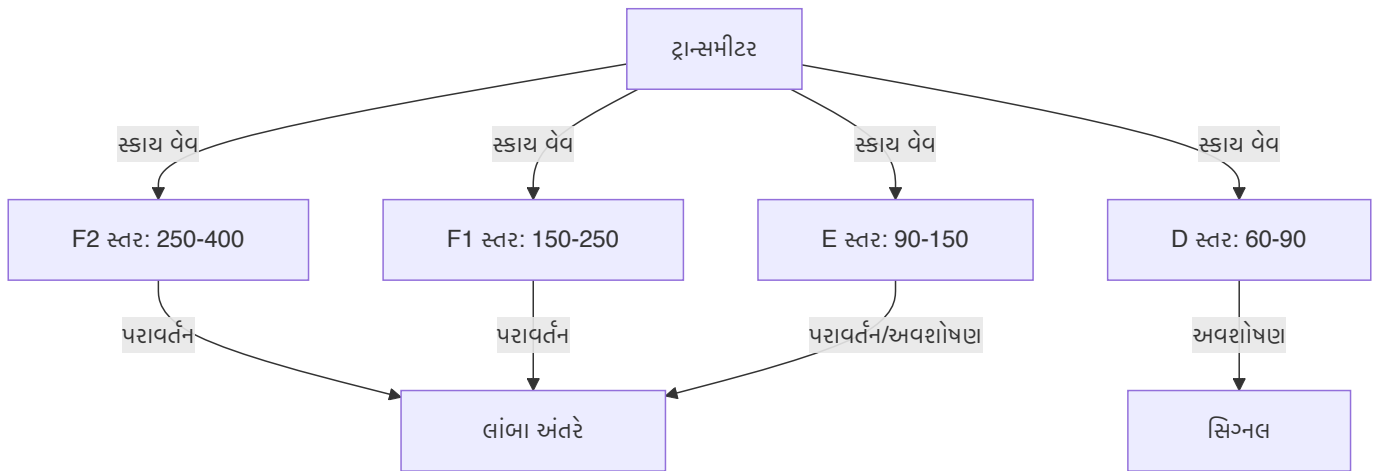 ટ્રાન્સમીટર
સ્કાય વેવ
સ્કાય વેવ
સ્કાય વેવ
સ્કાય વેવ
F2 સ્તર: 250-400
F1 સ્તર: 150-250
E સ્તર: 90-150
D સ્તર: 60-90
પરાવર્તન
પરાવર્તન
પરાવર્તન/અવશોષણ
અવશોષણ
લાંબા અંતરે
સિગ્નલ